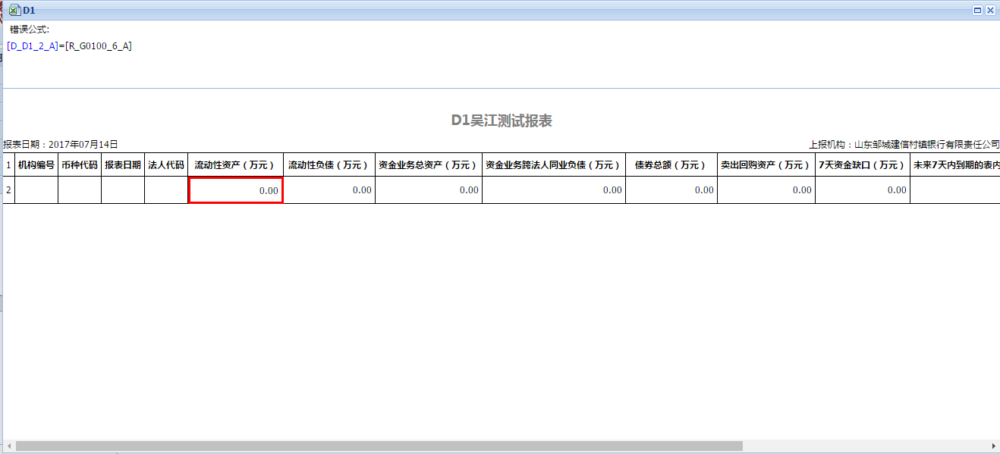 D1
错误公式:
[D_D1_2_A]=[R_G0100_6_A]
D1吴江测试报表
报表日期：2017年07月14日 上报机构：山东邹城建信村镇银行有限责任公司
1 机构编号 币种代码 报表日期 法人代码 流动性资产（万元） 流动性负债（万元） 资金业务总资产（万元） 资金业务跨法人同业负债（万元） 债券总额（万元） 卖出回购资产（万元） 7天资金缺口（万元） 未来7天内到期的表内
2 0.00 0.00 0.00 0.00 0.00 0.00 0.00